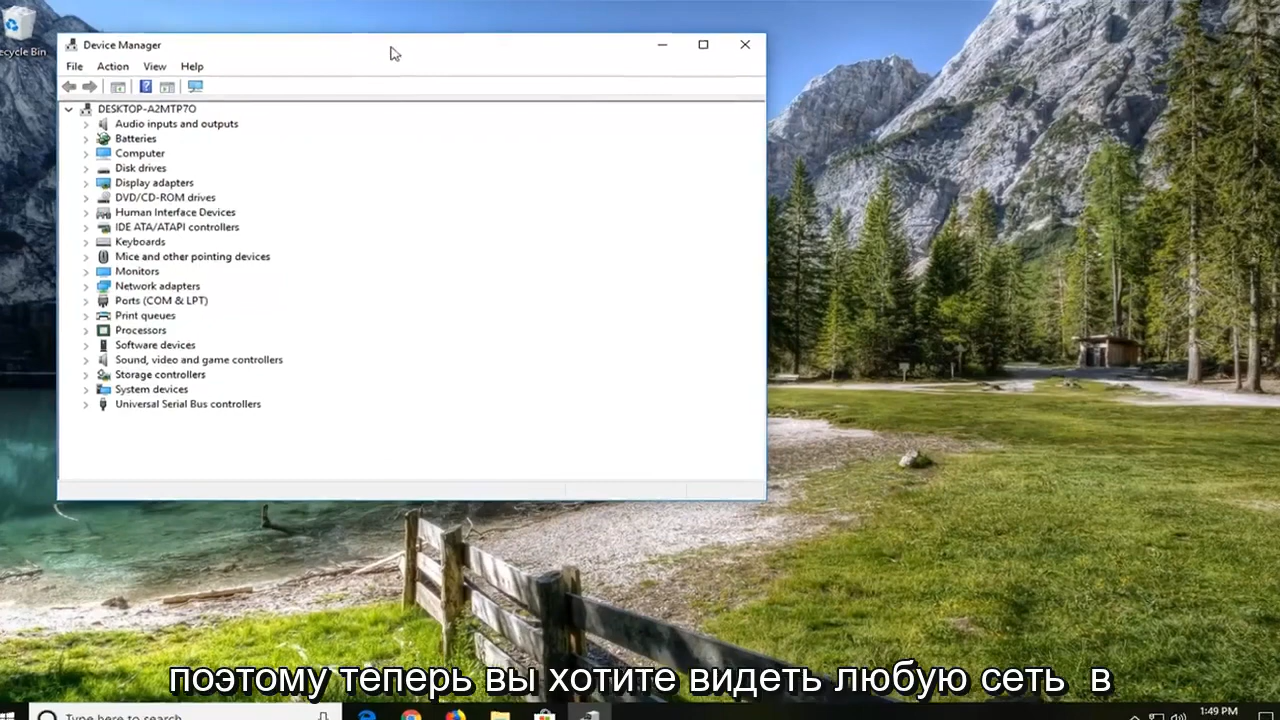 ecycle Bin
Device Manager
File Action View Help
DESKTOP-A2MTP7O
Audio inputs and outputs
Batteries
Computer
Disk drives
Display adapters
DVD/CD-ROM drives
Human Interface Devices
IDE ATA/ATAPI controllers
Keyboards
Mice and other pointing devices
Monitors
Network adapters
Ports (COM & LPT)
Print queues
Processors
Software devices
Sound, video and game controllers
Storage controllers
System devices
Universal Serial Bus controllers
поэтому теперь вы хотите видеть любую сеть в
Type here to search
1:49 PM